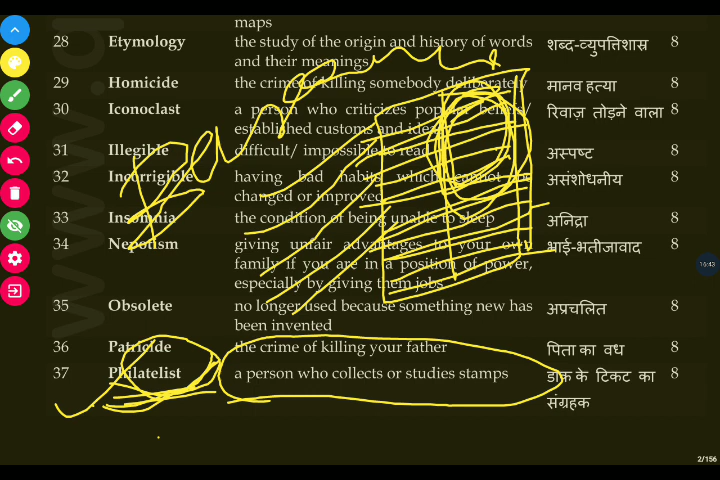 maps
28 Etymology the study of the origin and history of words शब्द-व्युपत्तिशास्र 8
and their meanings
29 Homicide the crime of killing somebody deliberately मानव हत्या 8
30 Iconoclast a person who criticizes popular beliefs/ रिवाज़ तोड़ने वाला 8
established customs and ideas
31 Illegible difficult/ impossible to read अस्पष्ट 8
32 Incorrigible having bad habits which cannot be असंशोधनीय 8
changed or improved
33 Insomnia the condition of being unable to sleep अनिद्रा 8
34 Nepotism giving unfair advantages to your own भाई-भतीजावाद 8
family if you are in a position of power,
especially by giving them jobs
35 Obsolete no longer used because something new has अप्रचलित 8
been invented
36 Patricide the crime of killing your father पिता का वध 8
37 Philatelist a person who collects or studies stamps डाक के टिकट का 8
संग्रहक
16:43
2/156